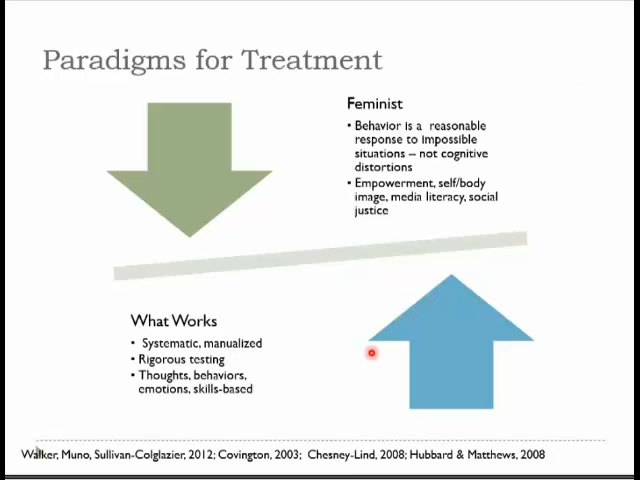 Paradigms for Treatment
Feminist
• Behavior is a reasonable
response to impossible
situations – not cognitive
distortions
• Empowerment, self/body
image, media literacy, social
justice
What Works
• Systematic, manualized
• Rigorous testing
• Thoughts, behaviors,
emotions, skills-based
Walker, Muno, Sullivan-Colglazier, 2012; Covington, 2003; Chesney-Lind, 2008; Hubbard & Matthews, 2008